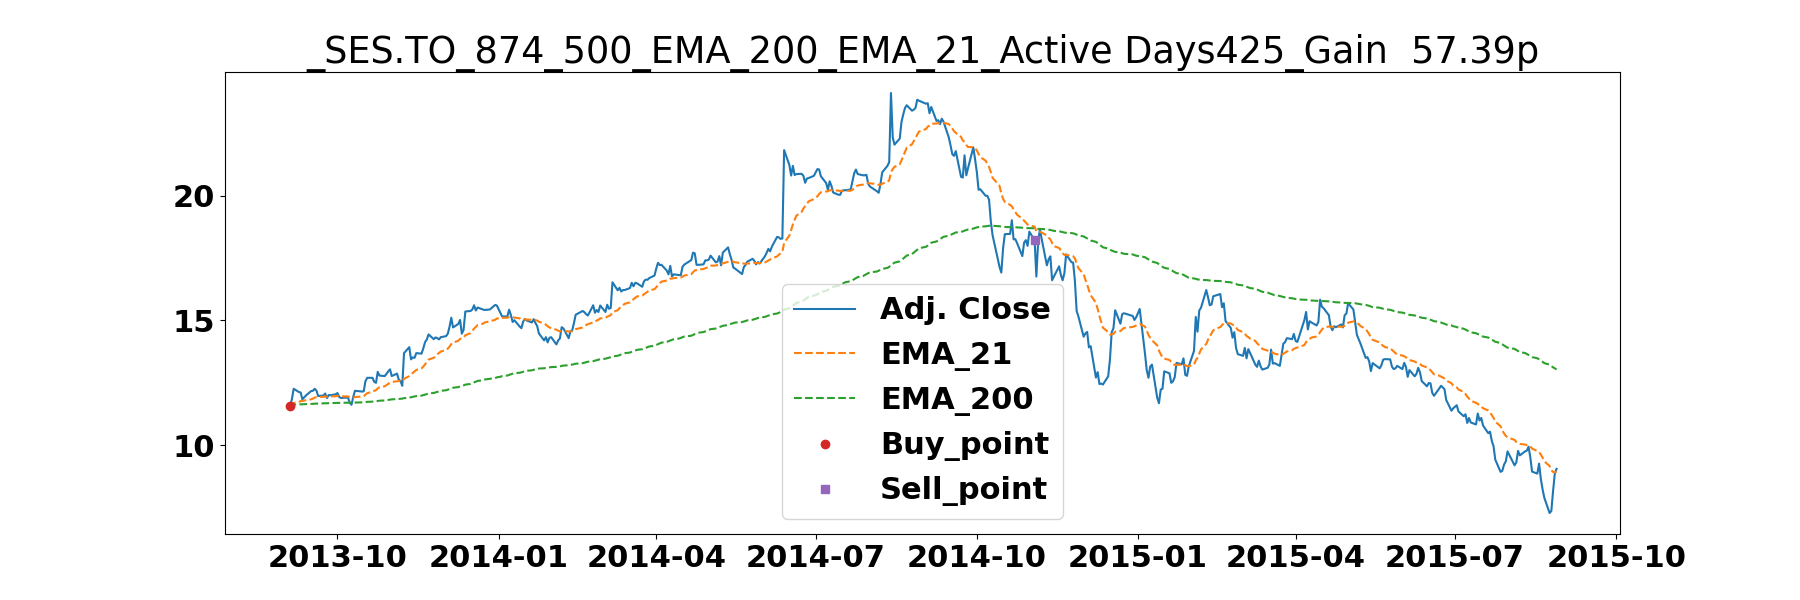 _SES.TO_874_500_EMA_200_EMA_21_Active Days425_Gain  57.39p
20
15
10
Adj. Close
EMA_21
EMA_200
Buy_point
Sell_point
2013-10 2014-01 2014-04 2014-07 2014-10 2015-01 2015-04 2015-07 2015-10